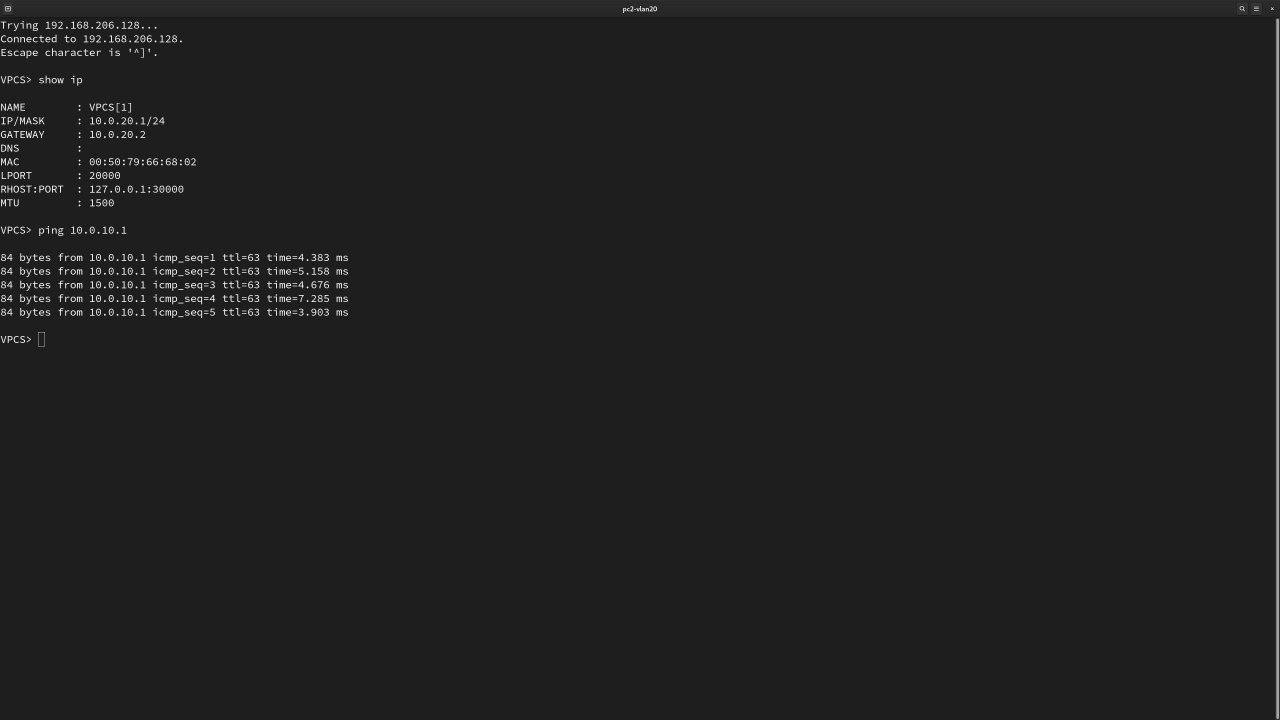 pc2-vlan20
Trying 192.168.206.128...
Connected to 192.168.206.128.
Escape character is '^]'.
VPCS> show ip
NAME        : VPCS[1]
IP/MASK     : 10.0.20.1/24
GATEWAY     : 10.0.20.2
DNS         :
MAC         : 00:50:79:66:68:02
LPORT       : 20000
RHOST:PORT  : 127.0.0.1:30000
MTU         : 1500
VPCS> ping 10.0.10.1
84 bytes from 10.0.10.1 icmp_seq=1 ttl=63 time=4.383 ms
84 bytes from 10.0.10.1 icmp_seq=2 ttl=63 time=5.158 ms
84 bytes from 10.0.10.1 icmp_seq=3 ttl=63 time=4.676 ms
84 bytes from 10.0.10.1 icmp_seq=4 ttl=63 time=7.285 ms
84 bytes from 10.0.10.1 icmp_seq=5 ttl=63 time=3.903 ms
VPCS>